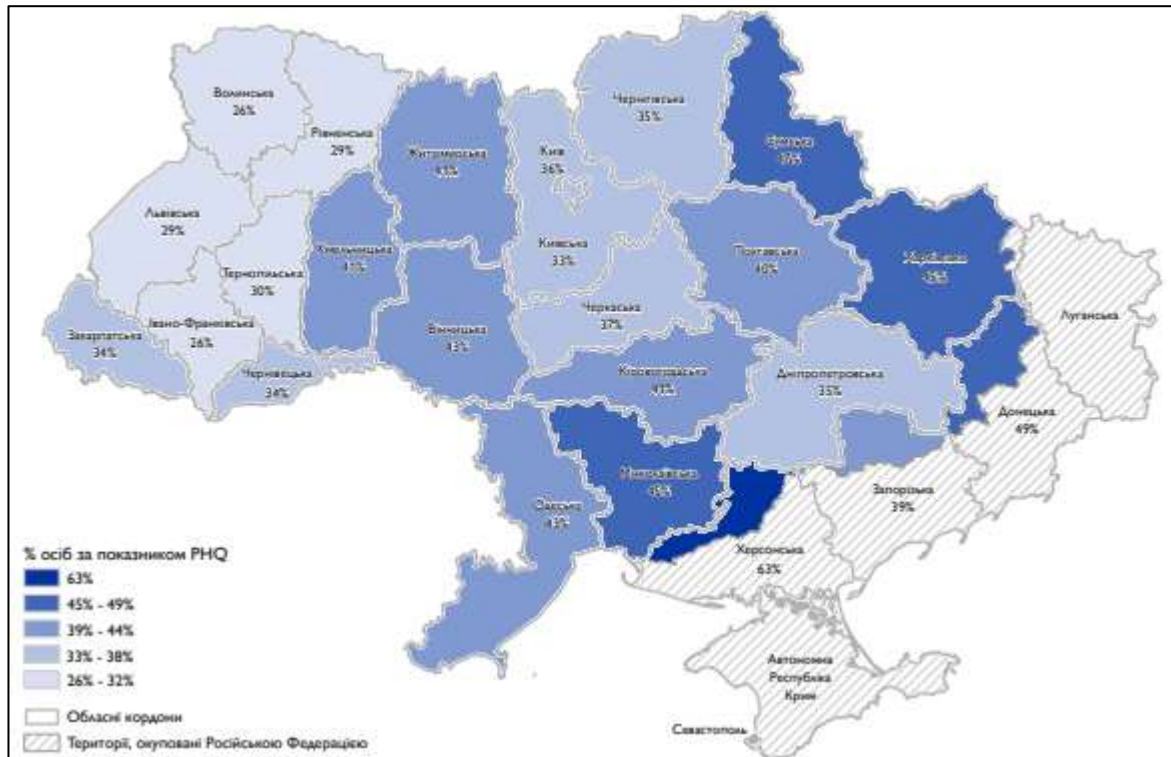 Волинська
26%
Рівненська
29%
Житомирська
41%
Київ
36%
Чернігівська
35%
Сумська
Львівська
29%
Хмельницька
41%
Тернопільська
30%
Київська
33%
Полтавська
40%
Харківська
Луганська
Закарпатська
34%
Івано-Франківська
26%
Чернівецька
34%
Вінницька
43%
Черкаська
37%
Кіровоградська
41%
Дніпропетровська
35%
Донецька
49%
Миколаївська
45%
Одеська
43%
Запорізька
39%
Херсонська
63%
Автономна
Республіка
Крим
Севастополь
% осіб за показником PHQ
63%
45% - 49%
39% - 44%
33% - 38%
26% - 32%
Обласні кордони
Території, окуповані Російською Федерацією